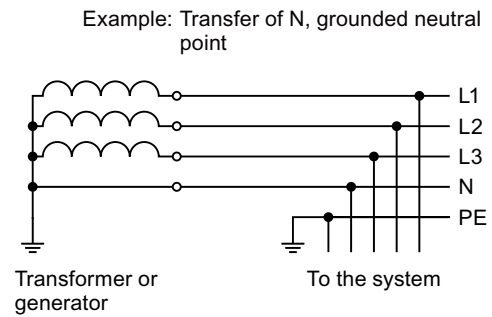 Example: Transfer of N, grounded neutral
point
L1
L2
L3
N
PE
Transformer or
generator
To the system